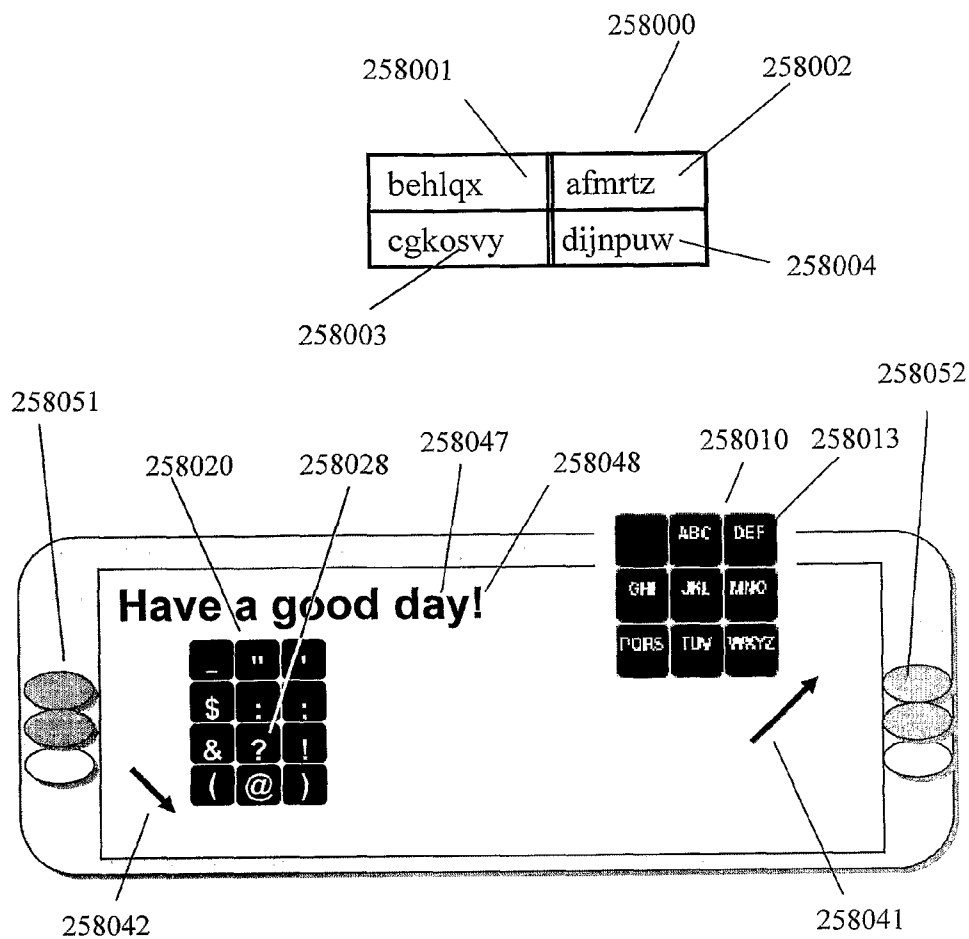 258000
258001 258002
behlqx afmrtz
cgkosvy dijnpuw
258004
258003
258052
258051
258047 258010 258013
258020 258028 258048
ABC DEF
Have a good day!
GHI JKL MNO
_ " '
PQRS TUV WXYZ
$ : ;
& ? !
( @ )
258042 258041